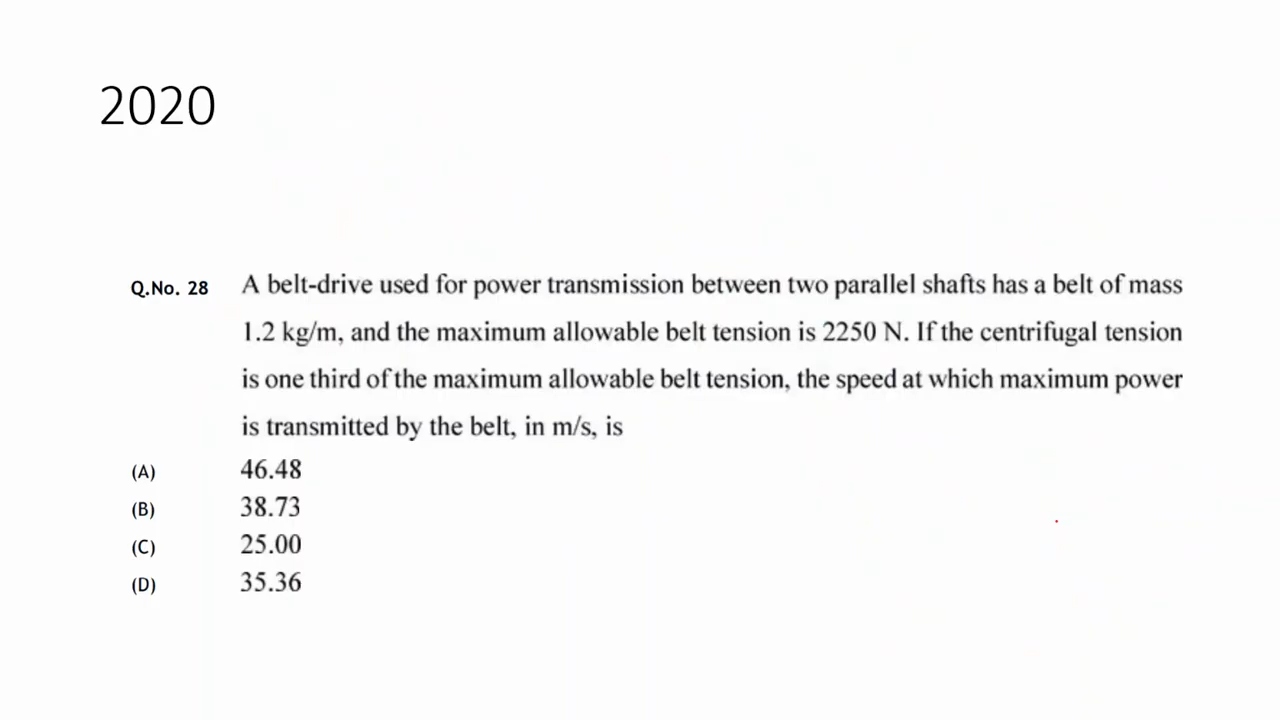 2020
Q.No. 28 A belt-drive used for power transmission between two parallel shafts has a belt of mass
1.2 kg/m, and the maximum allowable belt tension is 2250 N. If the centrifugal tension
is one third of the maximum allowable belt tension, the speed at which maximum power
is transmitted by the belt, in m/s, is
(A) 46.48
(B) 38.73
(C) 25.00
(D) 35.36